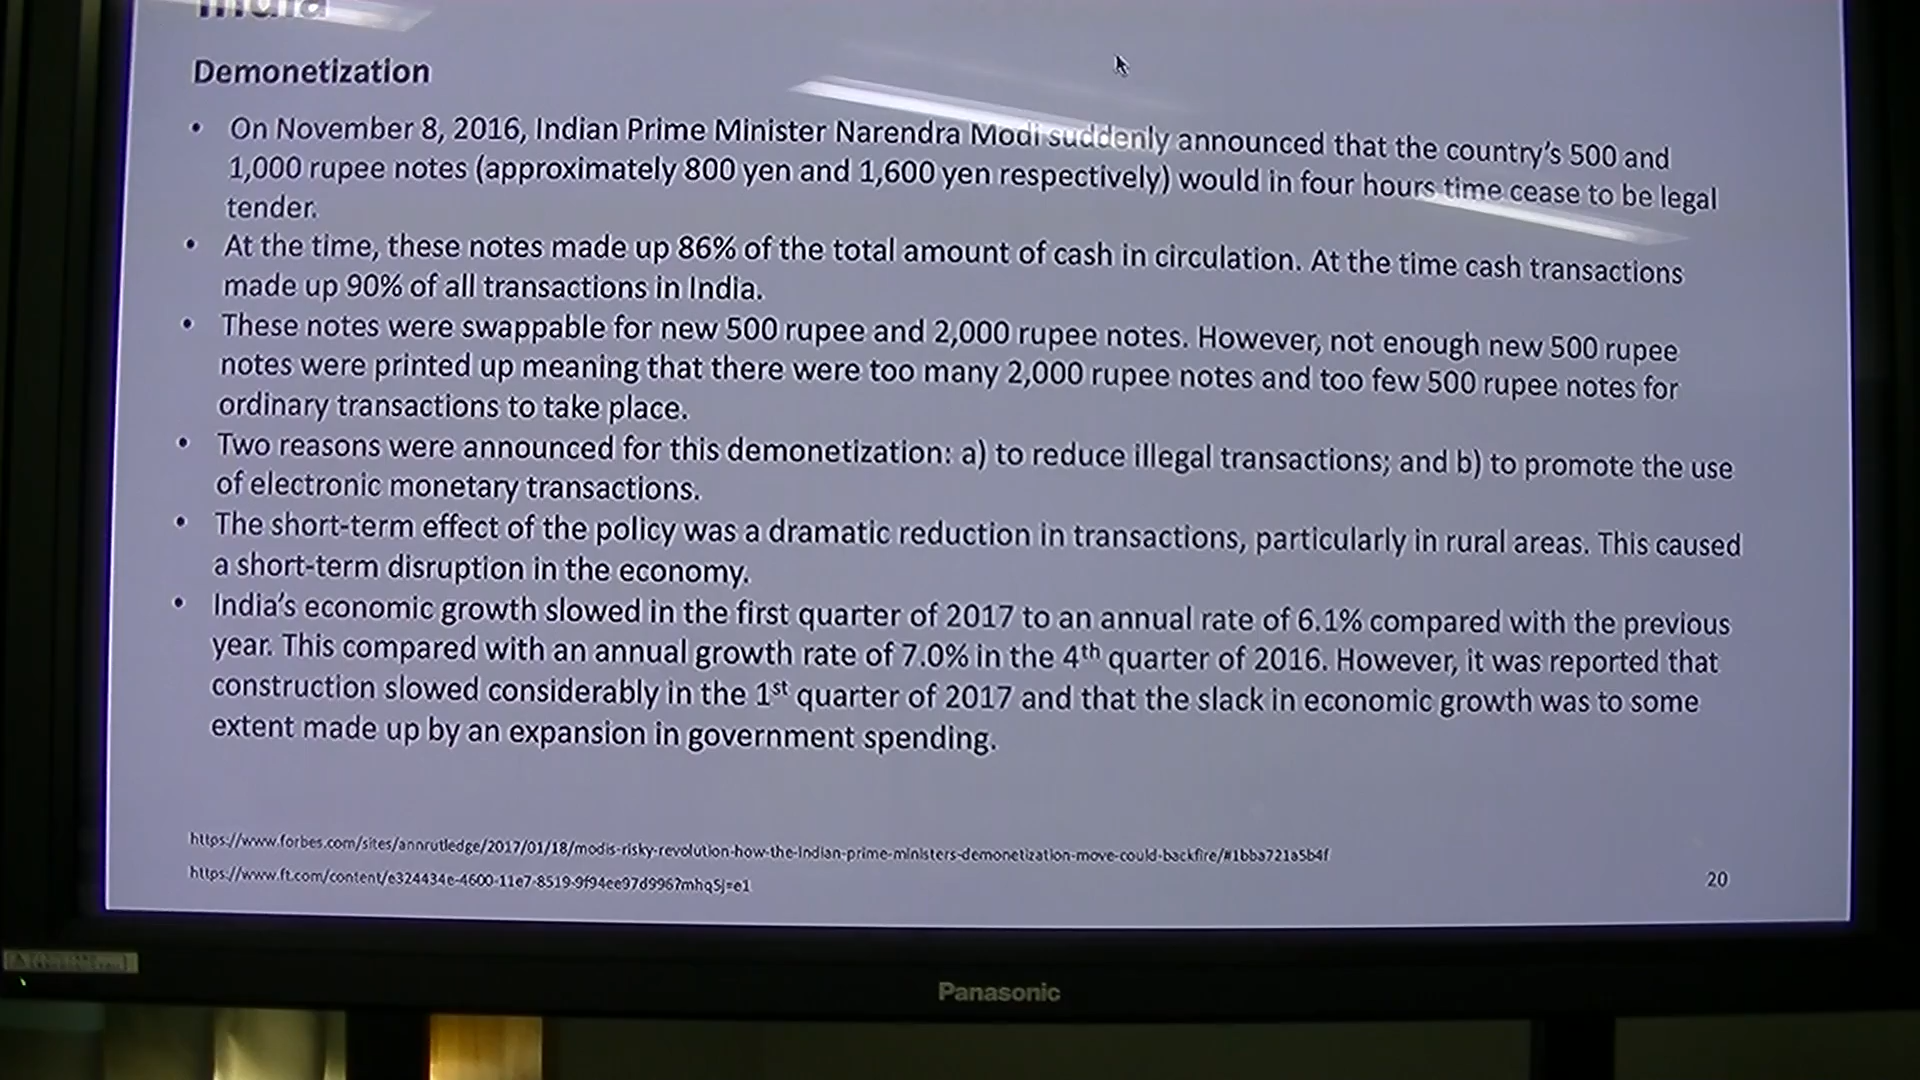 India
Demonetization
• On November 8, 2016, Indian Prime Minister Narendra Modi suddenly announced that the country's 500 and
1,000 rupee notes (approximately 800 yen and 1,600 yen respectively) would in four hours time cease to be legal
tender.
• At the time, these notes made up 86% of the total amount of cash in circulation. At the time cash transactions
made up 90% of all transactions in India.
• These notes were swappable for new 500 rupee and 2,000 rupee notes. However, not enough new 500 rupee
notes were printed up meaning that there were too many 2,000 rupee notes and too few 500 rupee notes for
ordinary transactions to take place.
• Two reasons were announced for this demonetization: a) to reduce illegal transactions; and b) to promote the use
of electronic monetary transactions.
• The short-term effect of the policy was a dramatic reduction in transactions, particularly in rural areas. This caused
a short-term disruption in the economy.
• India's economic growth slowed in the first quarter of 2017 to an annual rate of 6.1% compared with the previous
year. This compared with an annual growth rate of 7.0% in the 4th quarter of 2016. However, it was reported that
construction slowed considerably in the 1st quarter of 2017 and that the slack in economic growth was to some
extent made up by an expansion in government spending.
https://www.forbes.com/sites/annrutledge/2017/01/18/modis-risky-revolution-how-the-indian-prime-ministers-demonetization-move-could-backfire/#1bba721a5b4f
https://www.ft.com/content/e324434e-4600-11e7-8519-9f94ee97d996?mhq5j=e1
20
Panasonic